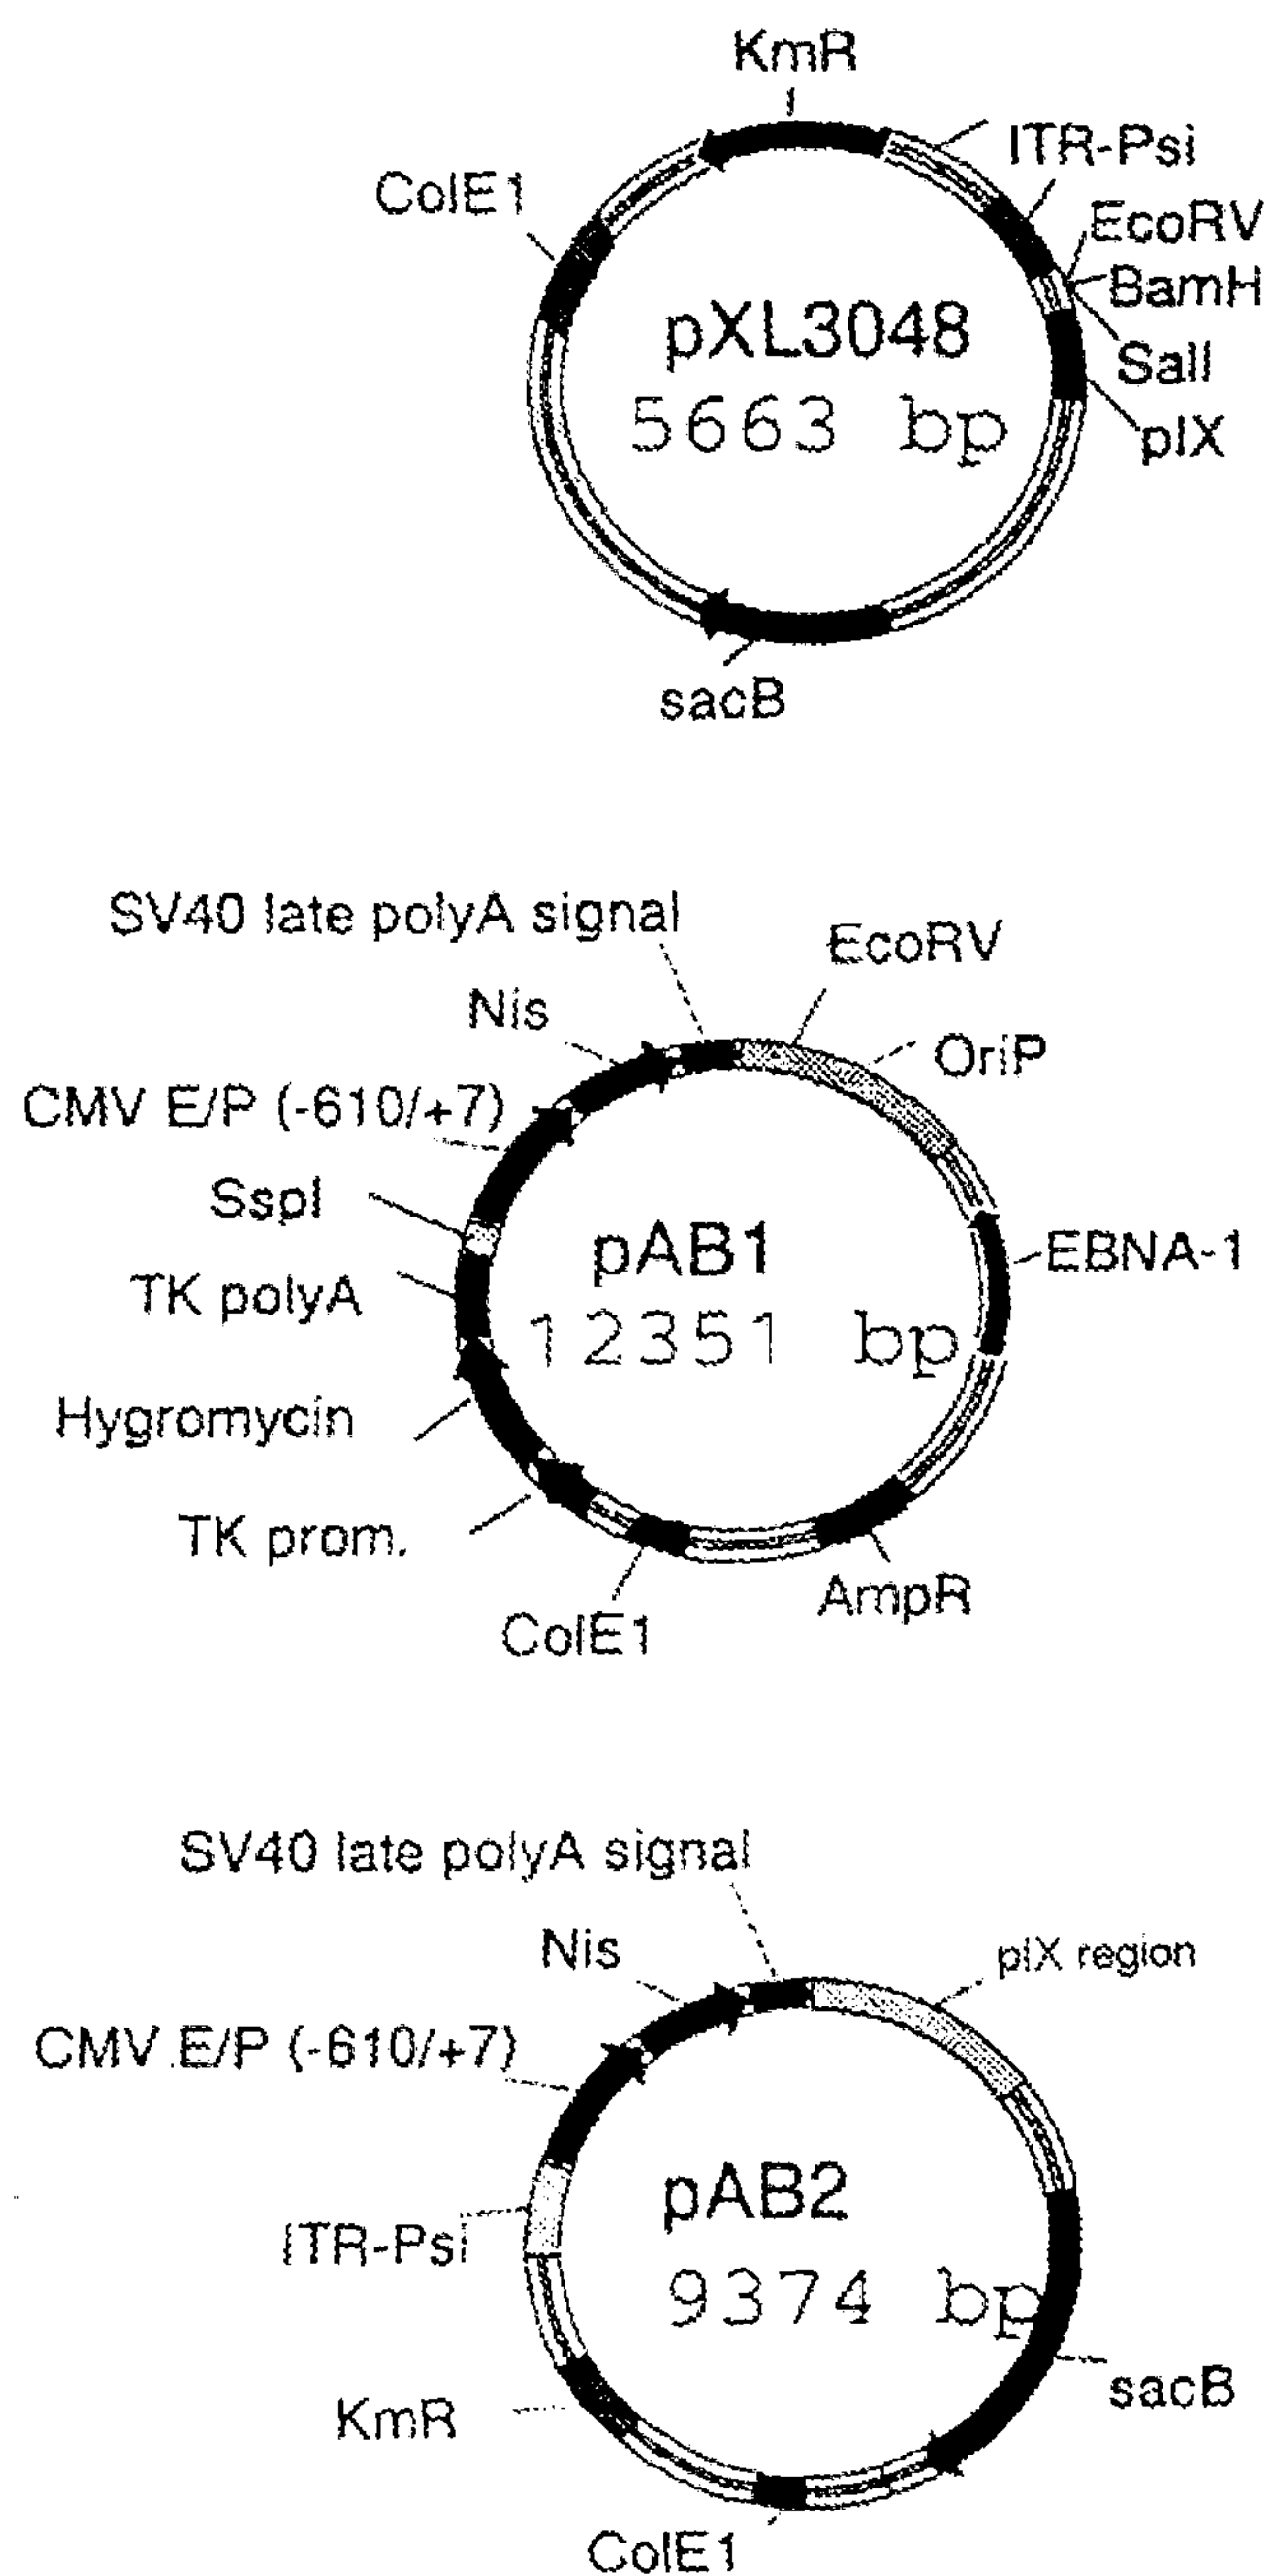 KmR
ITR-Psi
ColE1
EcoRV
BamH
SalI
pIX
pXL3048
5663 bp
sacB
SV40 late polyA signal
EcoRV
Nis
OriP
CMV E/P (-610/+7)
SspI
EBNA-1
TK polyA
pAB1
12351 bp
Hygromycin
TK prom.
AmpR
ColE1
SV40 late polyA signal
Nis
pIX region
CMV E/P (-610/+7)
pAB2
9374 bp
ITR-Psi
KmR
sacB
ColE1